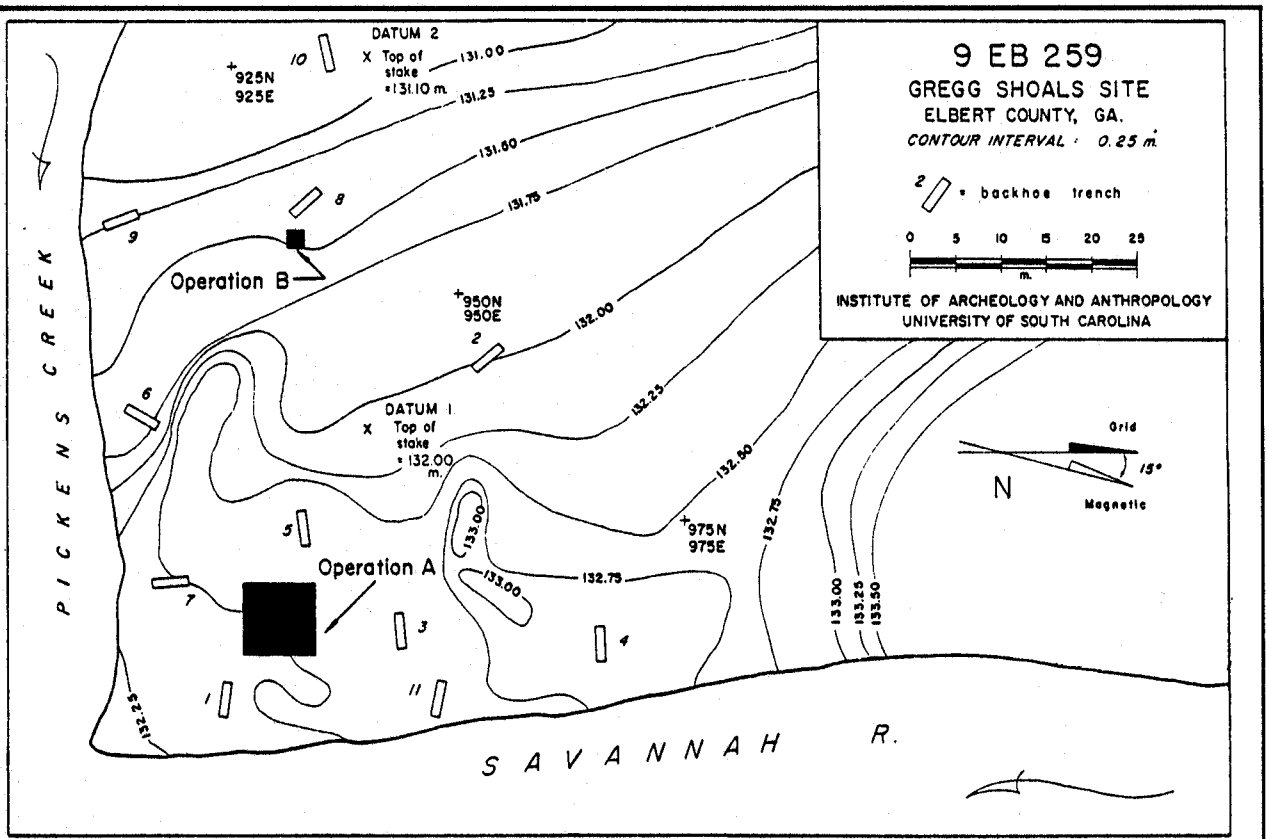 9 EB 259
GREGG SHOALS SITE
ELBERT COUNTY, GA.
CONTOUR INTERVAL : 0.25 m.
2
= backhoe trench
0 5 10 15 20 25
m.
INSTITUTE OF ARCHEOLOGY AND ANTHROPOLOGY
UNIVERSITY OF SOUTH CAROLINA
DATUM 2
X Top of
stake
=131.10 m.
10
+925N
925E
131.00
131.25
131.50
131.75
8
9
Operation B
+950N
950E
2
132.00
6
DATUM 1
X Top of
stake
= 132.00
m.
132.25
132.50
Grid
15°
N
Magnetic
+975N
975E
132.75
133.00
133.25
133.50
5
133.00
133.00
132.75
Operation A
7
3
4
1
11
132.25
PICKENS CREEK
SAVANNAH R.